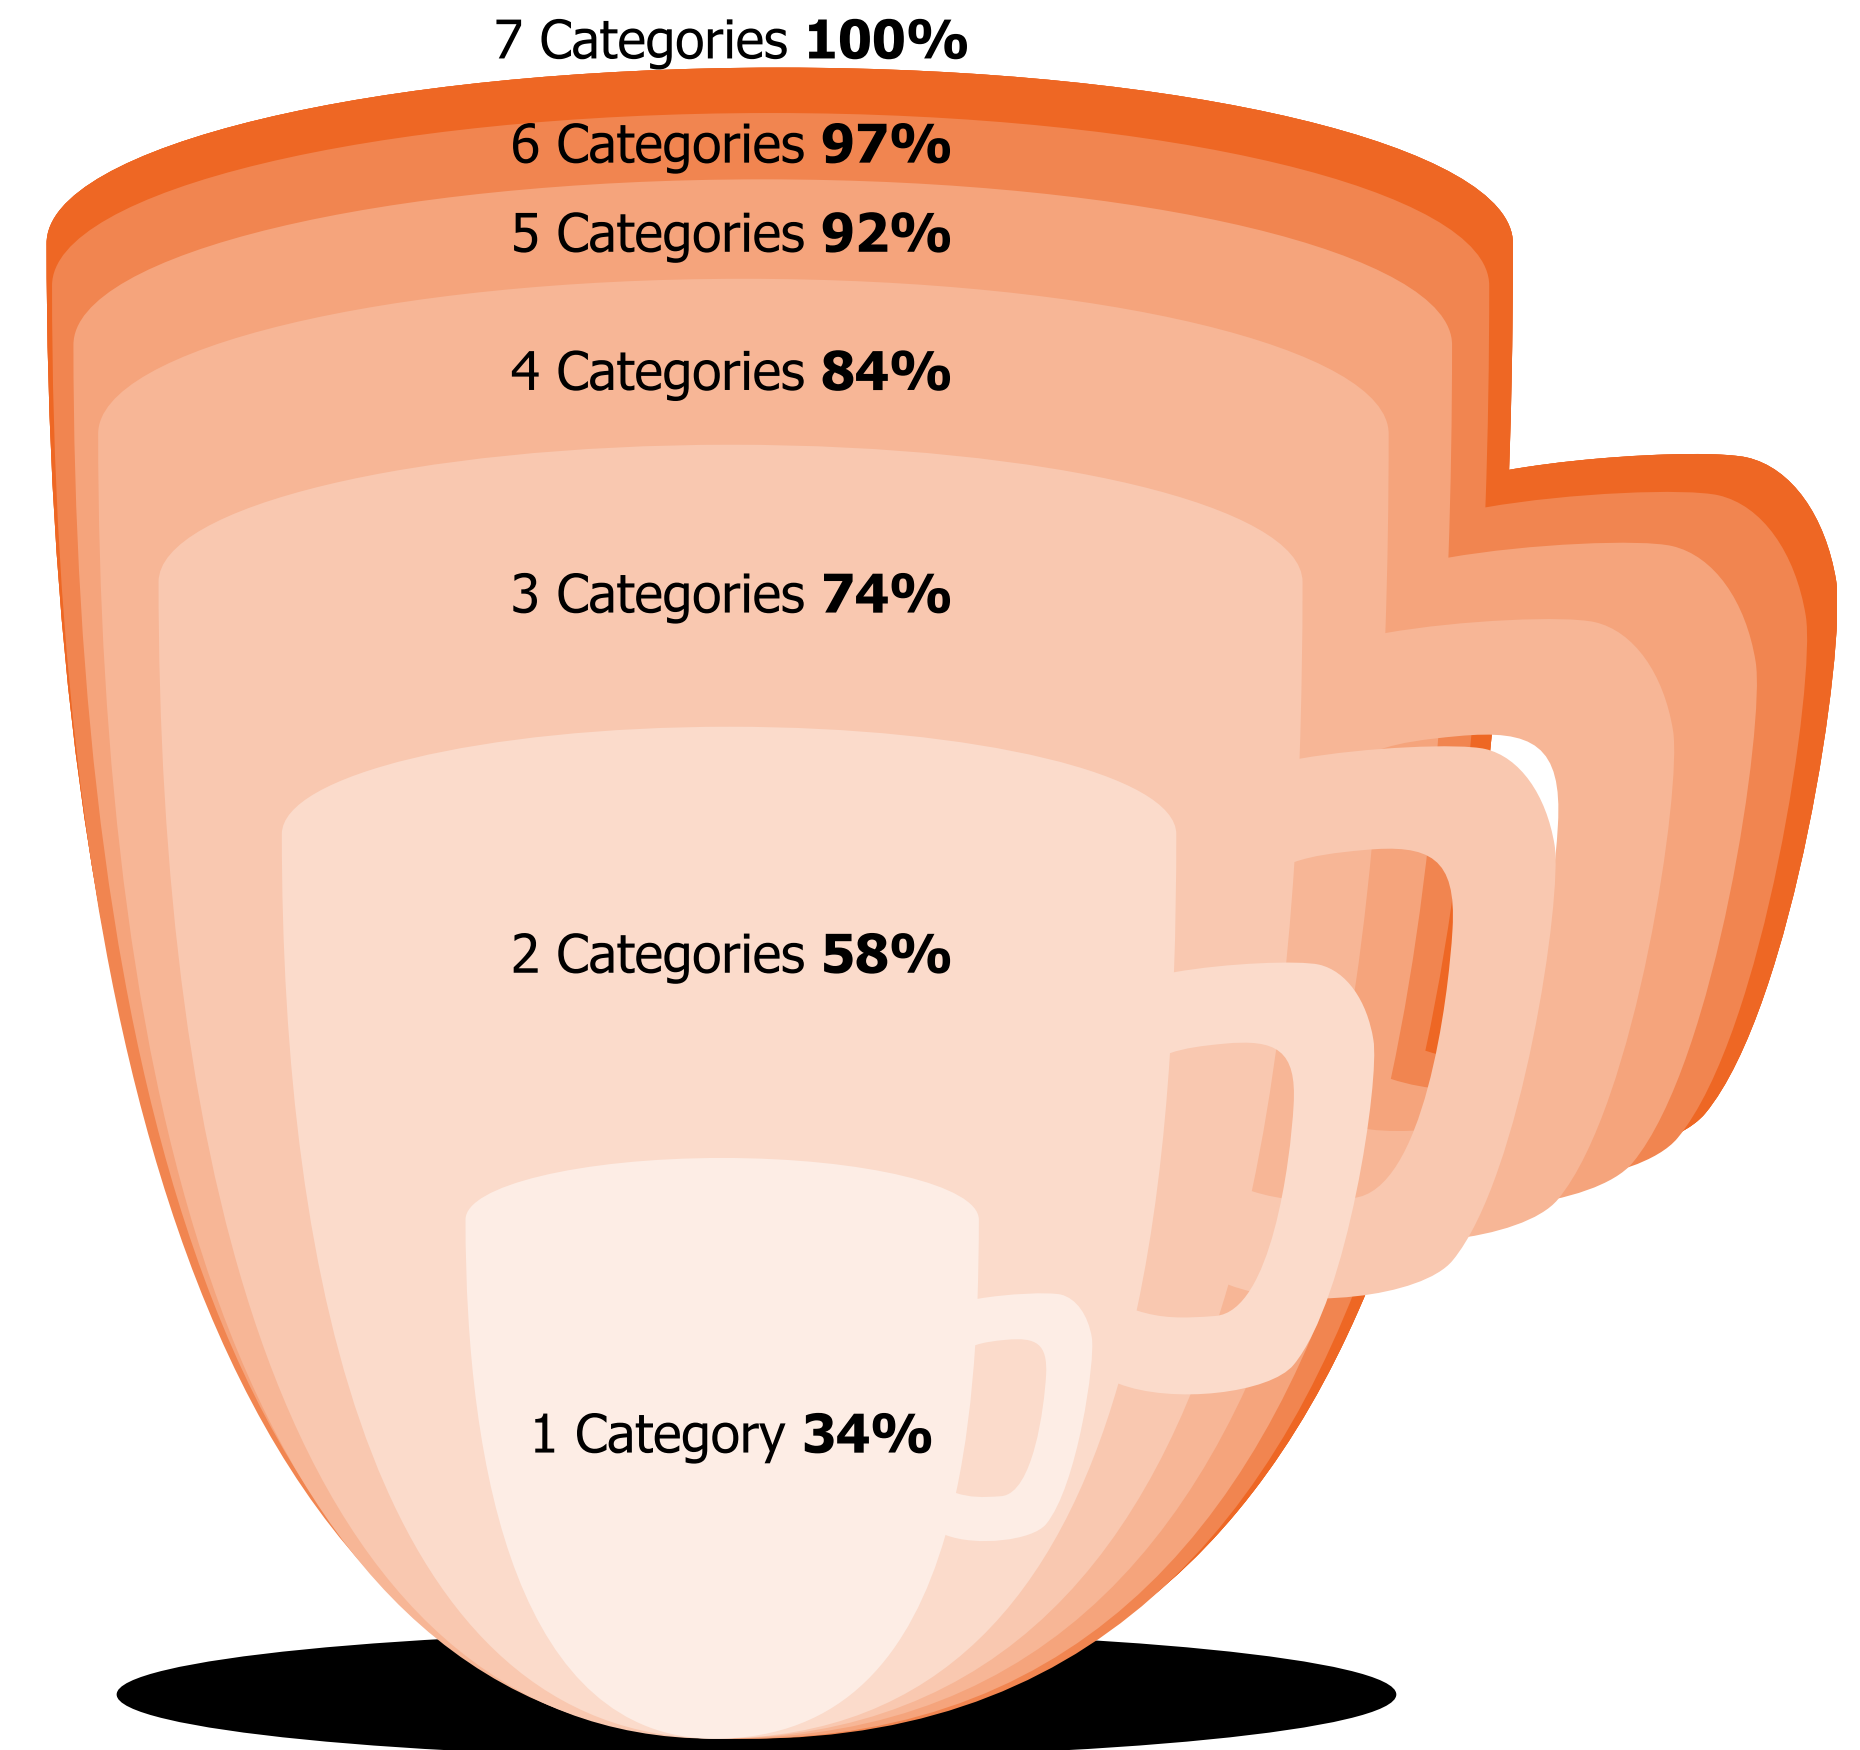 7 Categories 100%
6 Categories 97%
5 Categories 92%
4 Categories 84%
3 Categories 74%
2 Categories 58%
1 Category 34%